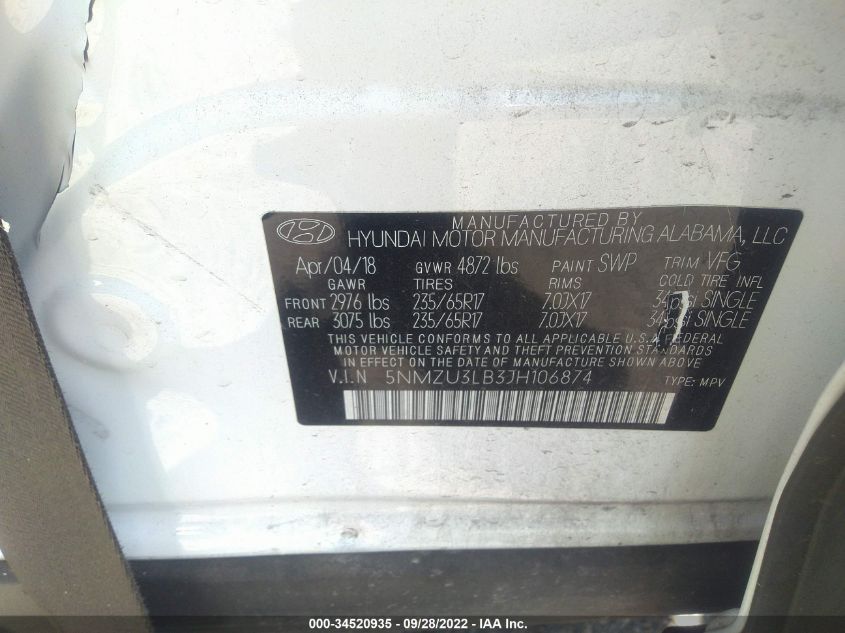 MANUFACTURED BY
HYUNDAI MOTOR MANUFACTURING ALABAMA, LLC
Apr/04/18 GVWR 4872 lbs PAINT SWP TRIM VFG
GAWR TIRES RIMS COLD TIRE INFL
FRONT 2976 lbs 235/65R17 7.0JX17 34psi SINGLE
REAR 3075 lbs 235/65R17 7.0JX17 34psi SINGLE
THIS VEHICLE CONFORMS TO ALL APPLICABLE U.S.A FEDERAL
MOTOR VEHICLE SAFETY AND THEFT PREVENTION STANDARDS
IN EFFECT ON THE DATE OF MANUFACTURE SHOWN ABOVE
V.I.N 5NMZU3LB3JH106874 TYPE: MPV
000-34520935 - 09/28/2022 - IAA Inc.